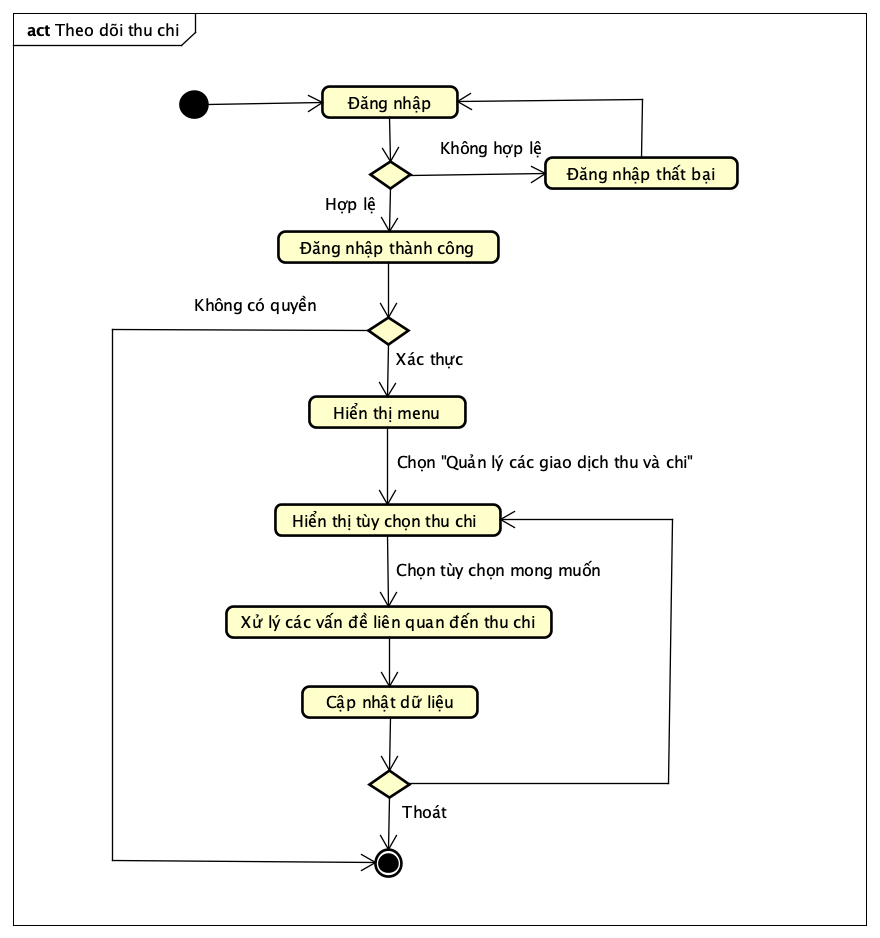 act Theo dõi thu chi
Đăng nhập
Không hợp lệ
Đăng nhập thất bại
Hợp lệ
Đăng nhập thành công
Không có quyền
Xác thực
Hiển thị menu
Chọn "Quản lý các giao dịch thu và chi"
Hiển thị tùy chọn thu chi
Chọn tùy chọn mong muốn
Xử lý các vấn đề liên quan đến thu chi
Cập nhật dữ liệu
Thoát